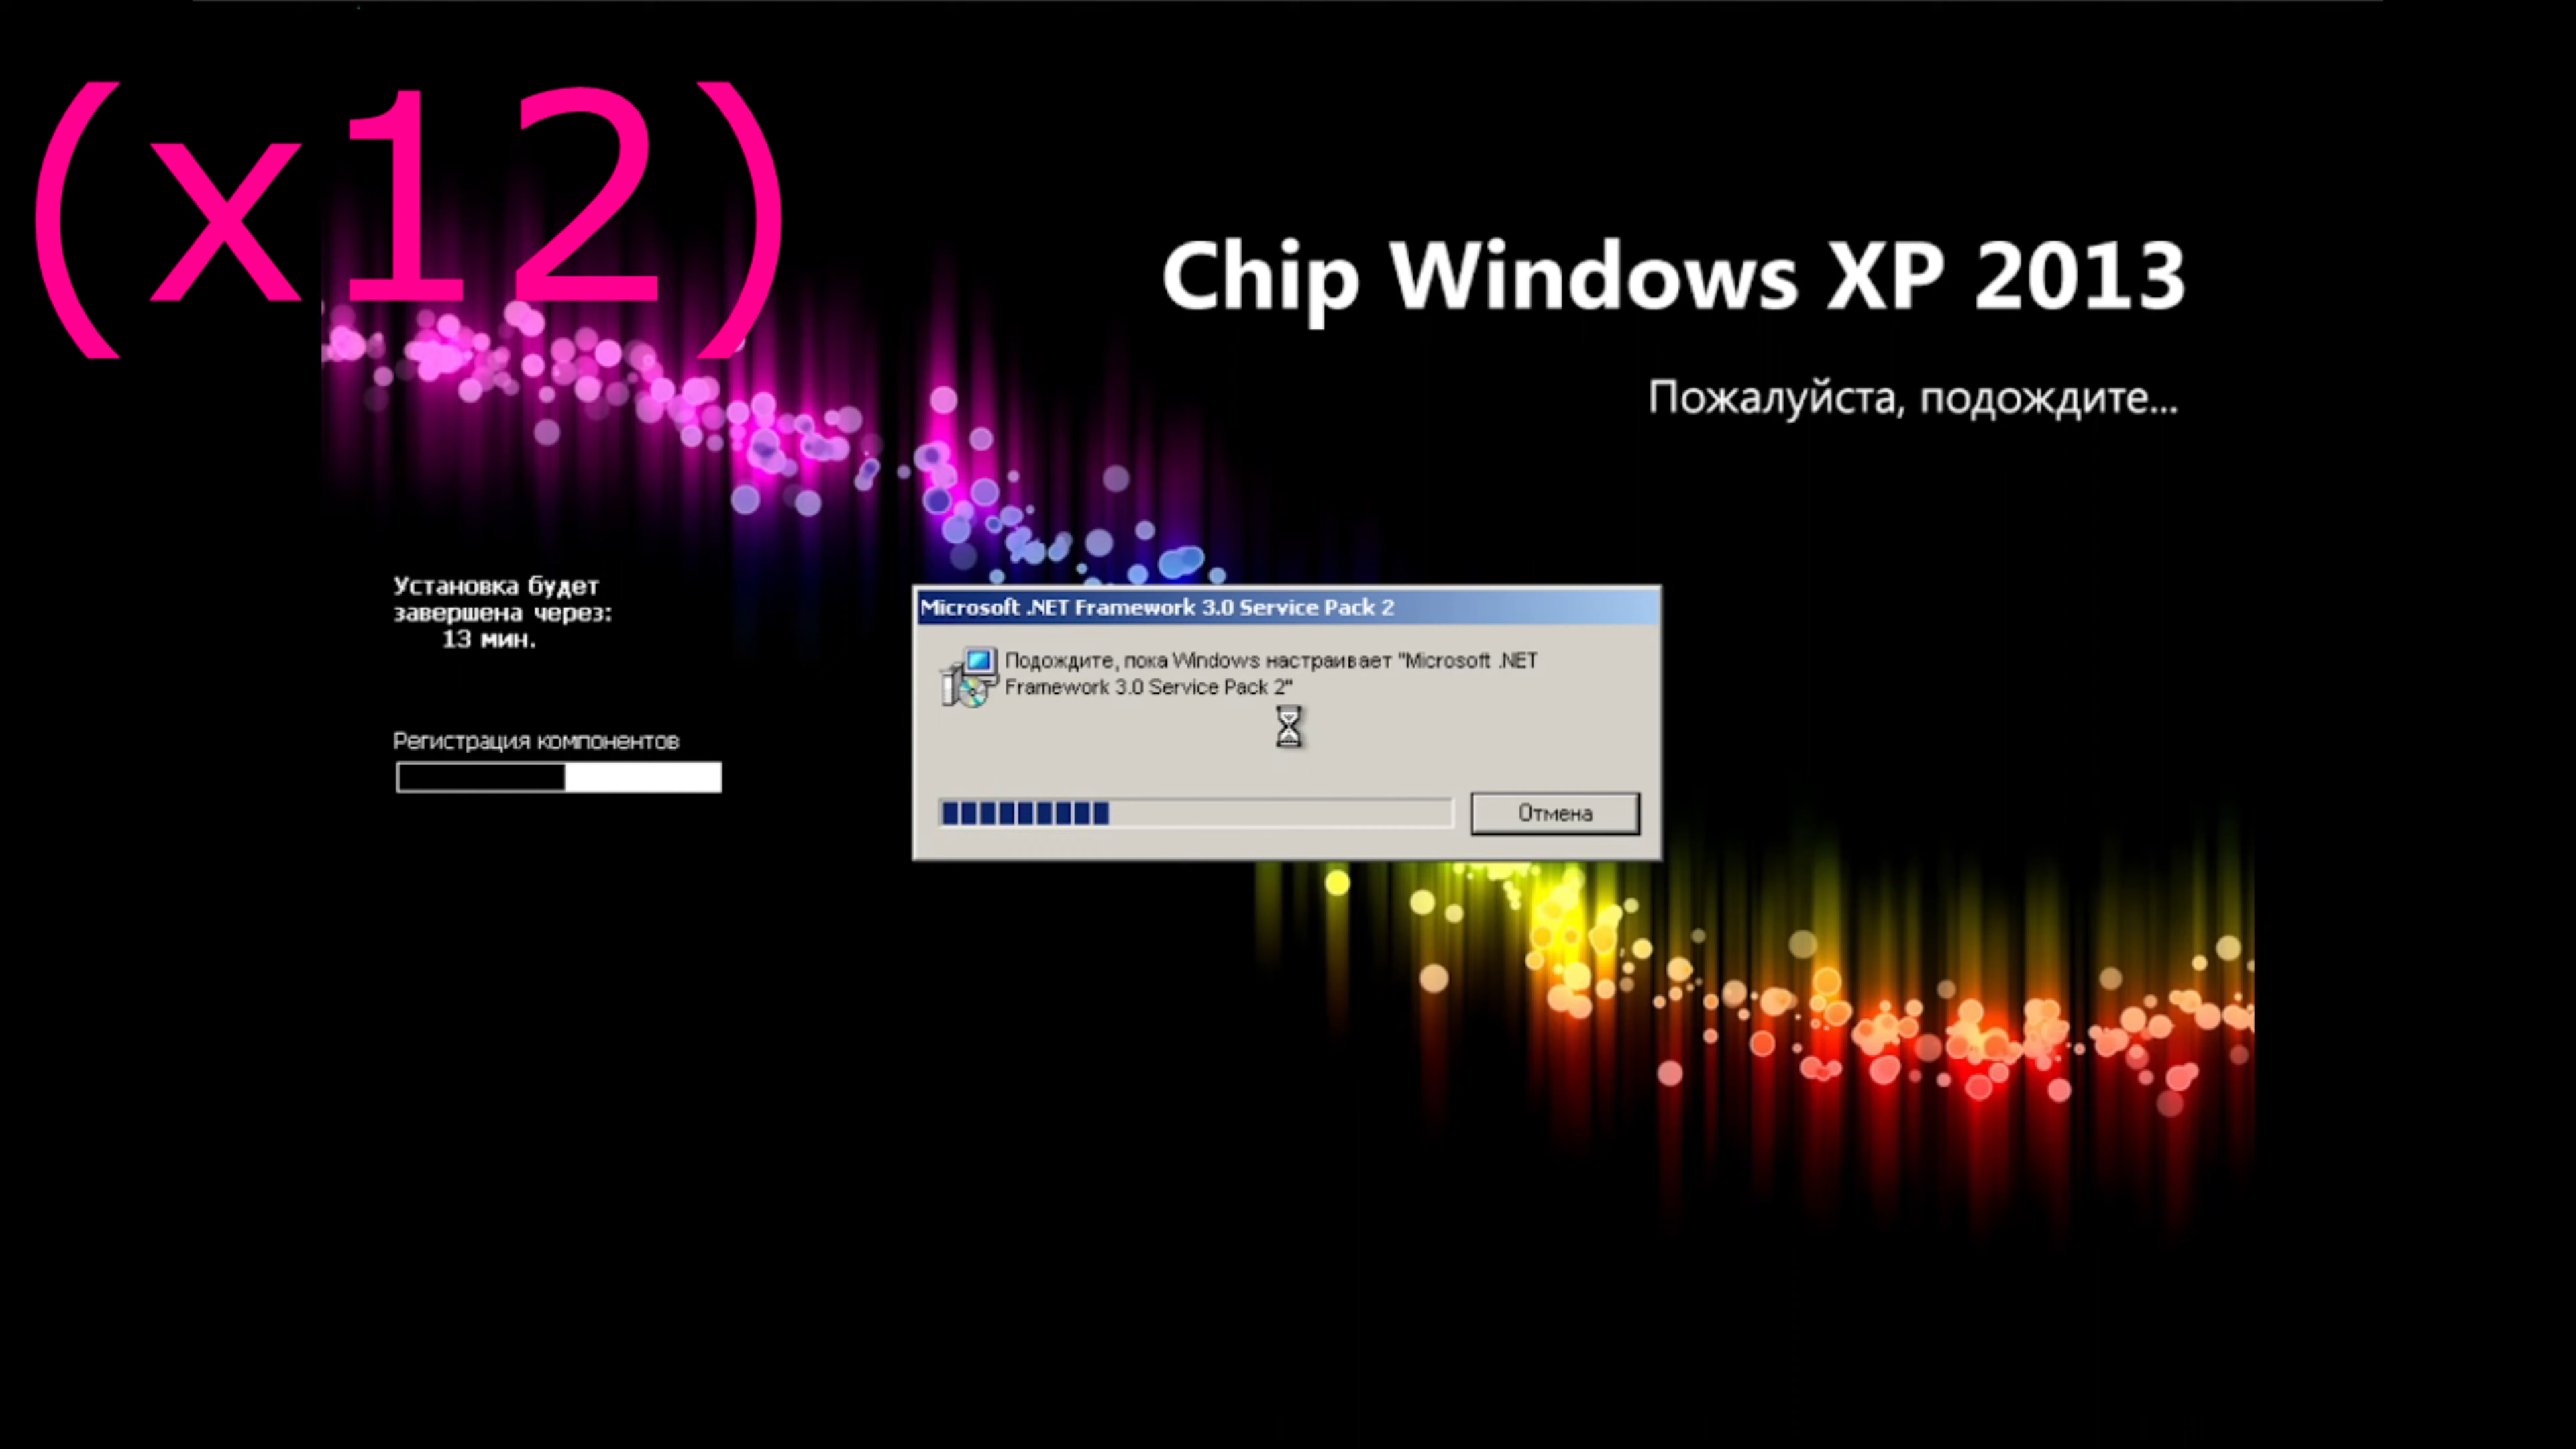 (x12)
Chip Windows XP 2013
Пожалуйста, подождите...
Установка будет
завершена через:
13 мин.
Регистрация компонентов
Microsoft .NET Framework 3.0 Service Pack 2
Подождите, пока Windows настраивает "Microsoft .NET
Framework 3.0 Service Pack 2"
Отмена